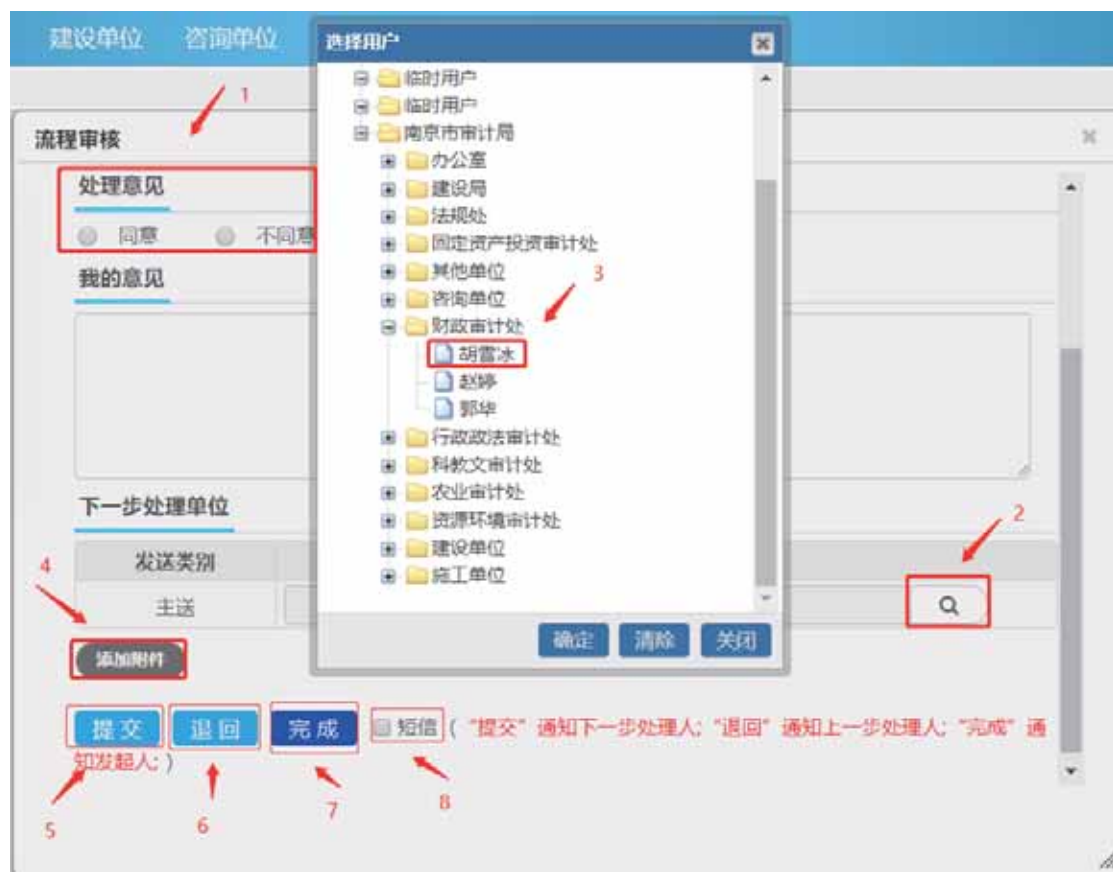 建设单位 咨询单位
选择用户
临时用户
临时用户
南京市审计局
办公室
建设局
法规处
固定资产投资审计处
其他单位
咨询单位
财政审计处
胡雪冰
赵婷
郭华
行政政法审计处
科教文审计处
农业审计处
资源环境审计处
建设单位
施工单位
确定 清除 关闭
1
流程审核
处理意见
同意 不同意
我的意见
3
下一步处理单位
2
发送类别
4
主送
添加附件
提交 退回 完成 短信 ( “提交” 通知下一步处理人; “退回” 通知上一步处理人; “完成” 通
知发起人; )
5 6 7 8